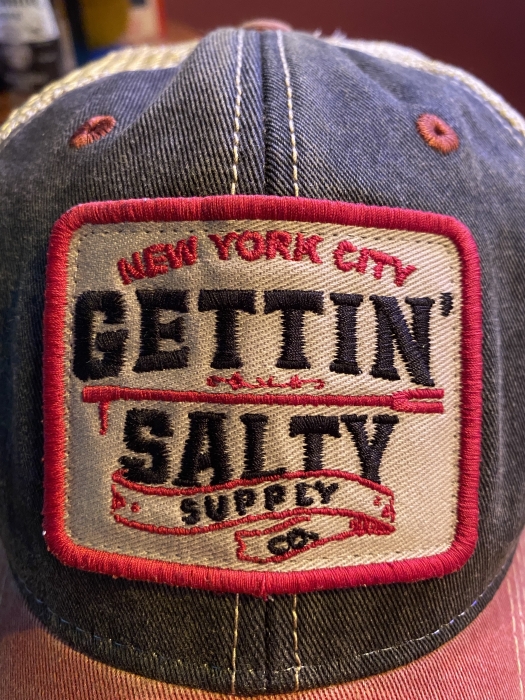 NEW YORK CITY
GETTIN'
SALTY
SUPPLY
CO.